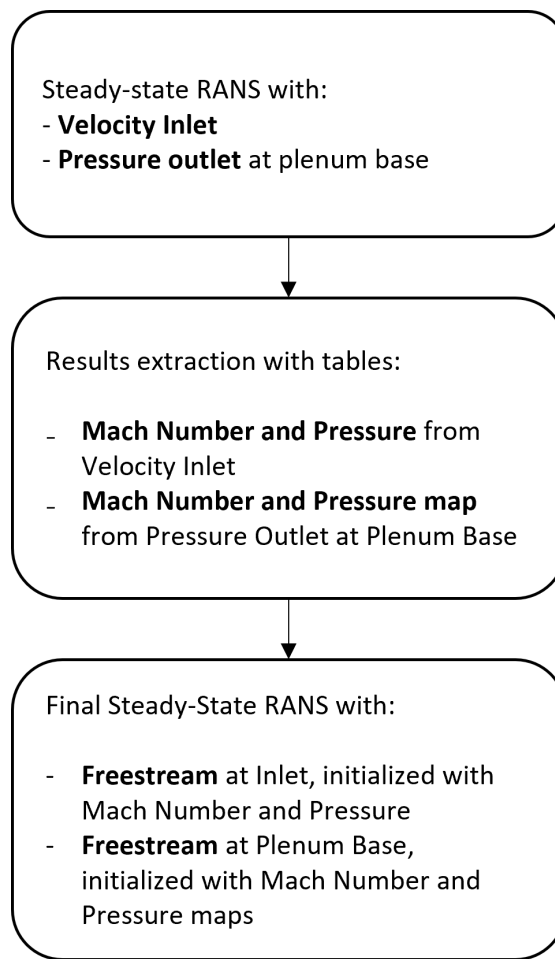 Steady-state RANS with:
- Velocity Inlet
- Pressure outlet at plenum base
Results extraction with tables:
- Mach Number and Pressure from
Velocity Inlet
- Mach Number and Pressure map
from Pressure Outlet at Plenum Base
Final Steady-State RANS with:
- Freestream at Inlet, initialized with
Mach Number and Pressure
- Freestream at Plenum Base,
initialized with Mach Number and
Pressure maps